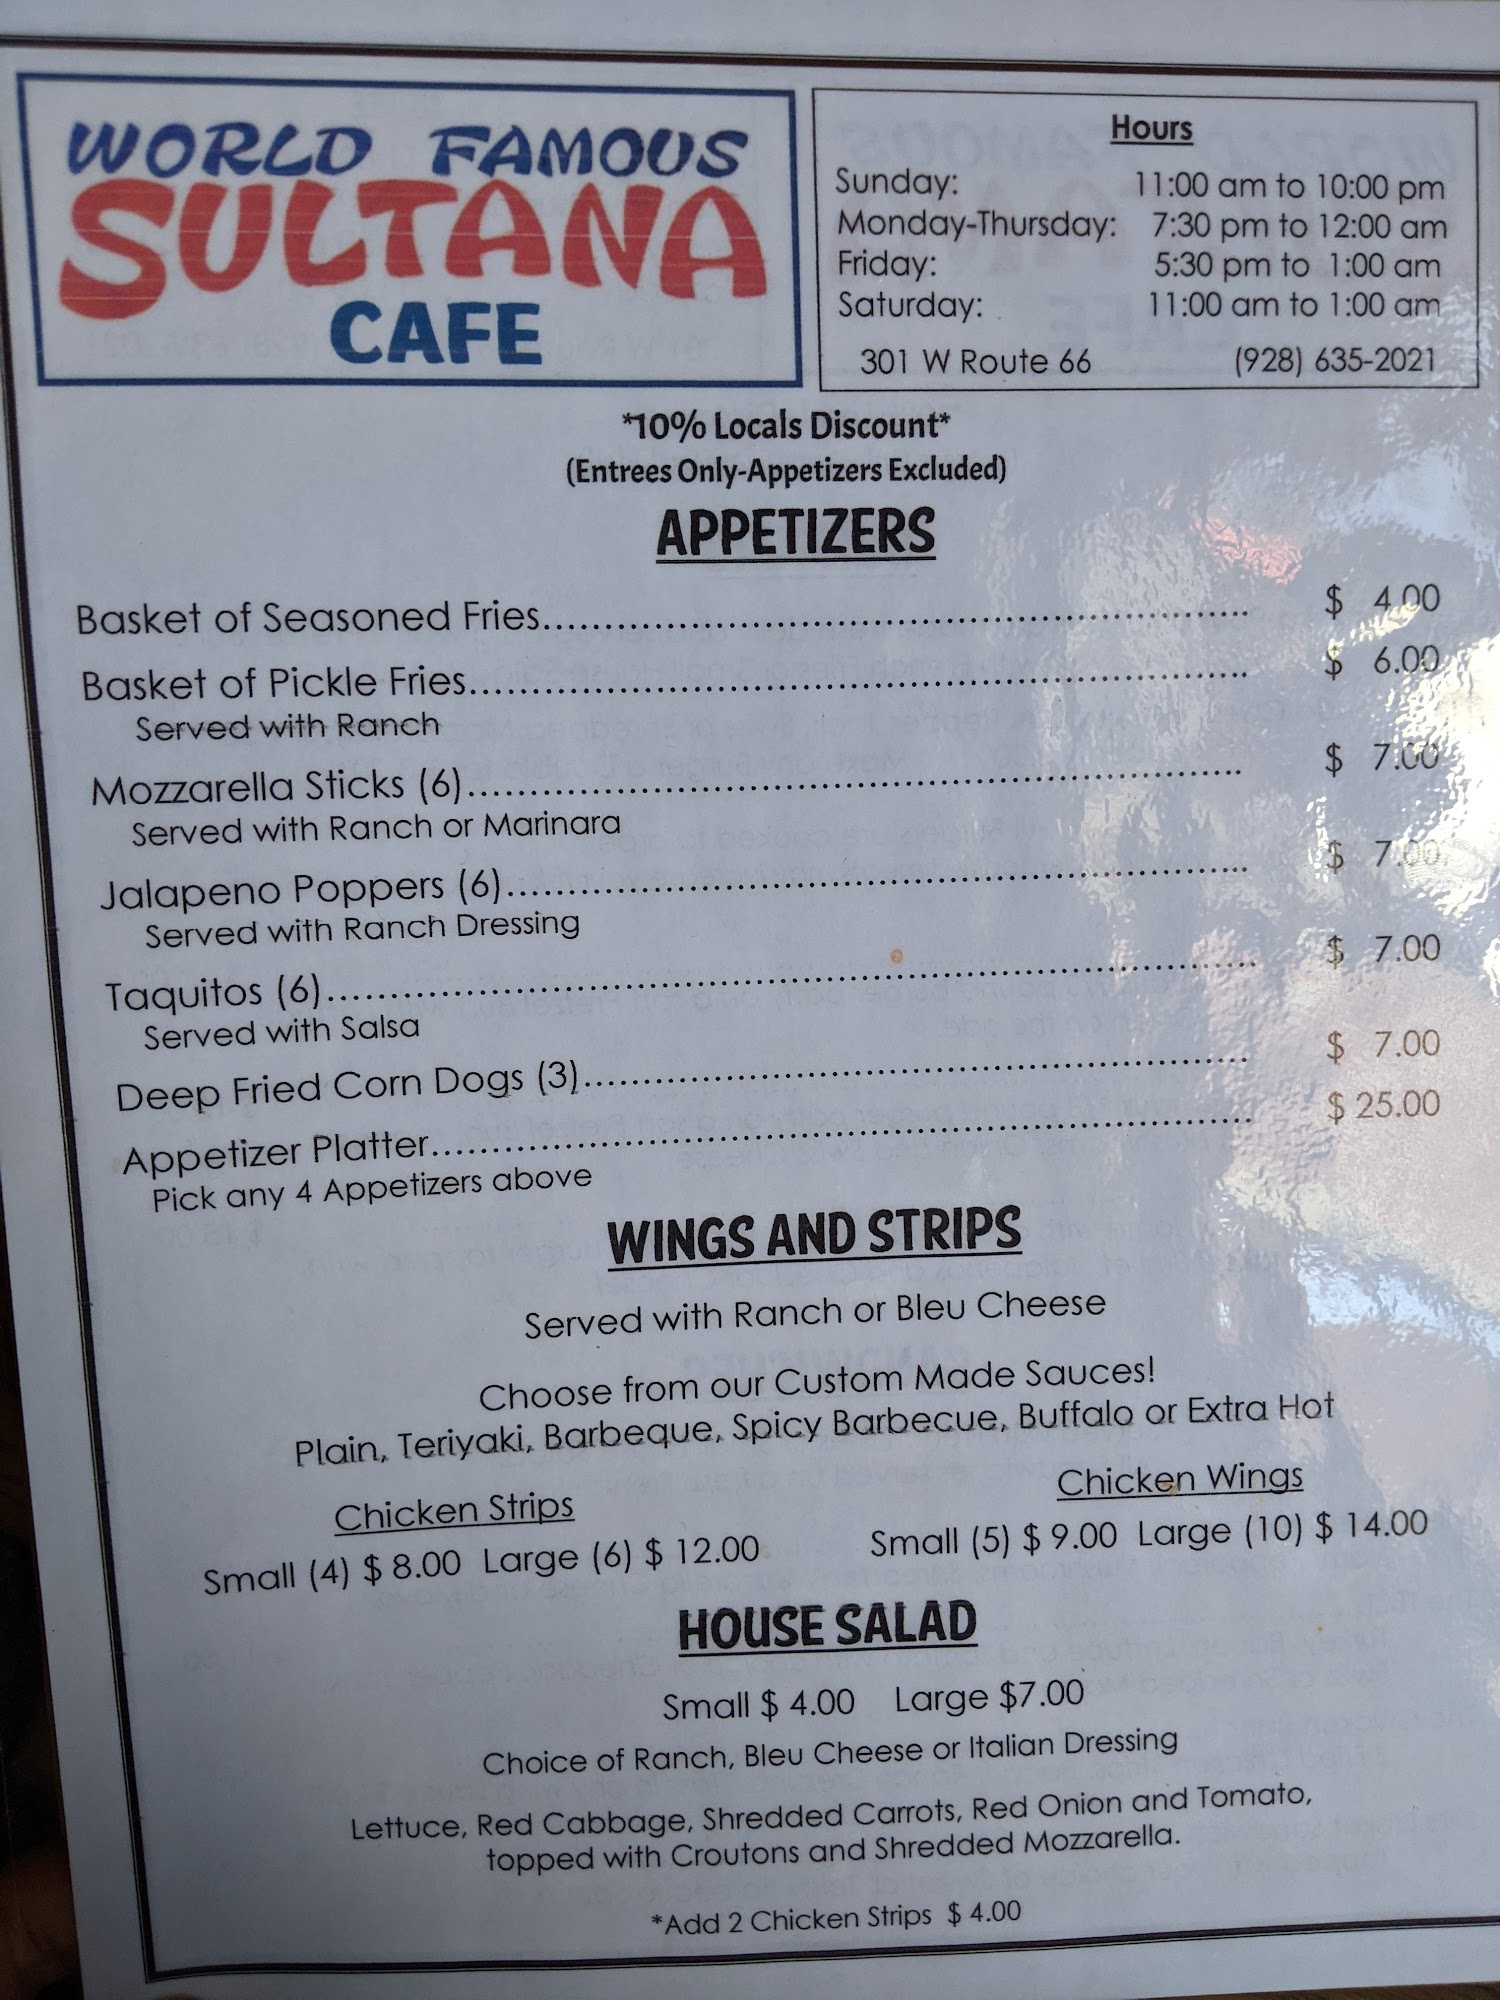 WORLD FAMOUS
SULTANA
CAFE
Hours
Sunday: 11:00 am to 10:00 pm
Monday-Thursday: 7:30 pm to 12:00 am
Friday: 5:30 pm to 1:00 am
Saturday: 11:00 am to 1:00 am
301 W Route 66 (928) 635-2021
*10% Locals Discount*
(Entrees Only-Appetizers Excluded)
APPETIZERS
Basket of Seasoned Fries $ 4.00
Basket of Pickle Fries $ 6.00
Served with Ranch
Mozzarella Sticks (6) $ 7.00
Served with Ranch or Marinara
Jalapeno Poppers (6) $ 7.00
Served with Ranch Dressing
Taquitos (6) $ 7.00
Served with Salsa
Deep Fried Corn Dogs (3) $ 7.00
Appetizer Platter $ 25.00
Pick any 4 Appetizers above
WINGS AND STRIPS
Served with Ranch or Bleu Cheese
Choose from our Custom Made Sauces!
Plain, Teriyaki, Barbeque, Spicy Barbecue, Buffalo or Extra Hot
Chicken Strips Chicken Wings
Small (4) $ 8.00 Large (6) $ 12.00 Small (5) $ 9.00 Large (10) $ 14.00
HOUSE SALAD
Small $ 4.00 Large $7.00
Choice of Ranch, Bleu Cheese or Italian Dressing
Lettuce, Red Cabbage, Shredded Carrots, Red Onion and Tomato,
topped with Croutons and Shredded Mozzarella.
*Add 2 Chicken Strips $ 4.00